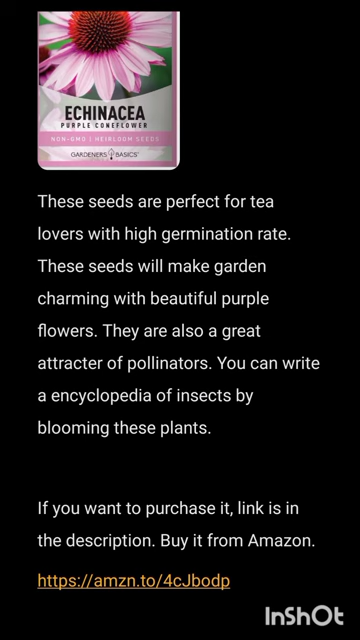 ECHINACEA
PURPLE CONEFLOWER
NON-GMO | HEIRLOOM SEEDS
GARDENERS BASICS
These seeds are perfect for tea
lovers with high germination rate.
These seeds will make garden
charming with beautiful purple
flowers. They are also a great
attracter of pollinators. You can write
a encyclopedia of insects by
blooming these plants.
If you want to purchase it, link is in
the description. Buy it from Amazon.
https://amzn.to/4cJbodp
InShOt